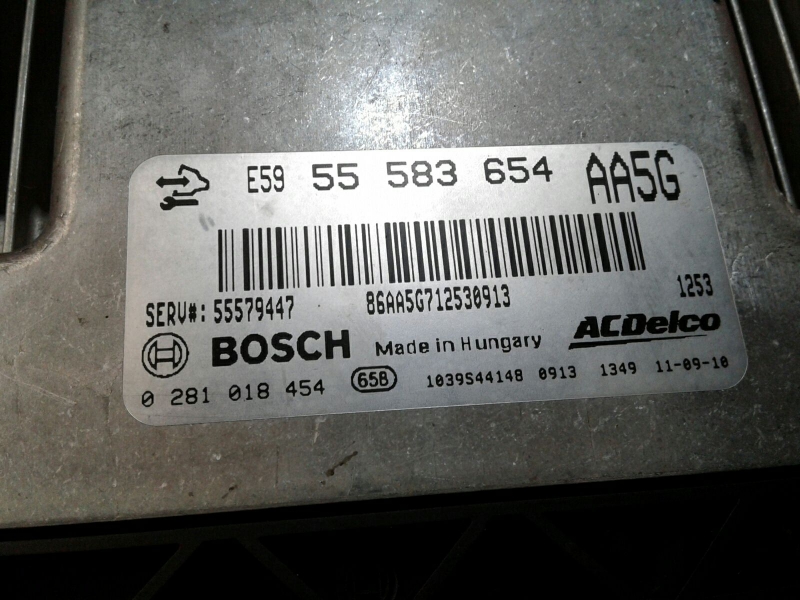 E59 55 583 654 AA5G
SERV#: 55579447 86AA5G712530913 1253
BOSCH Made in Hungary ACDelco
0 281 018 454 658 1039S44148 0913 1349 11-09-10